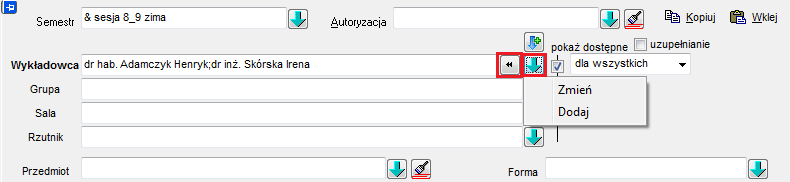 Semestr & sesja 8_9 zima Autoryzacja Kopiuj Wklej
pokaż dostępne uzupełnianie
Wykładowca dr hab. Adamczyk Henryk;dr inż. Skórska Irena dla wszystkich
Grupa Zmień
Sala Dodaj
Rzutnik
Przedmiot Forma